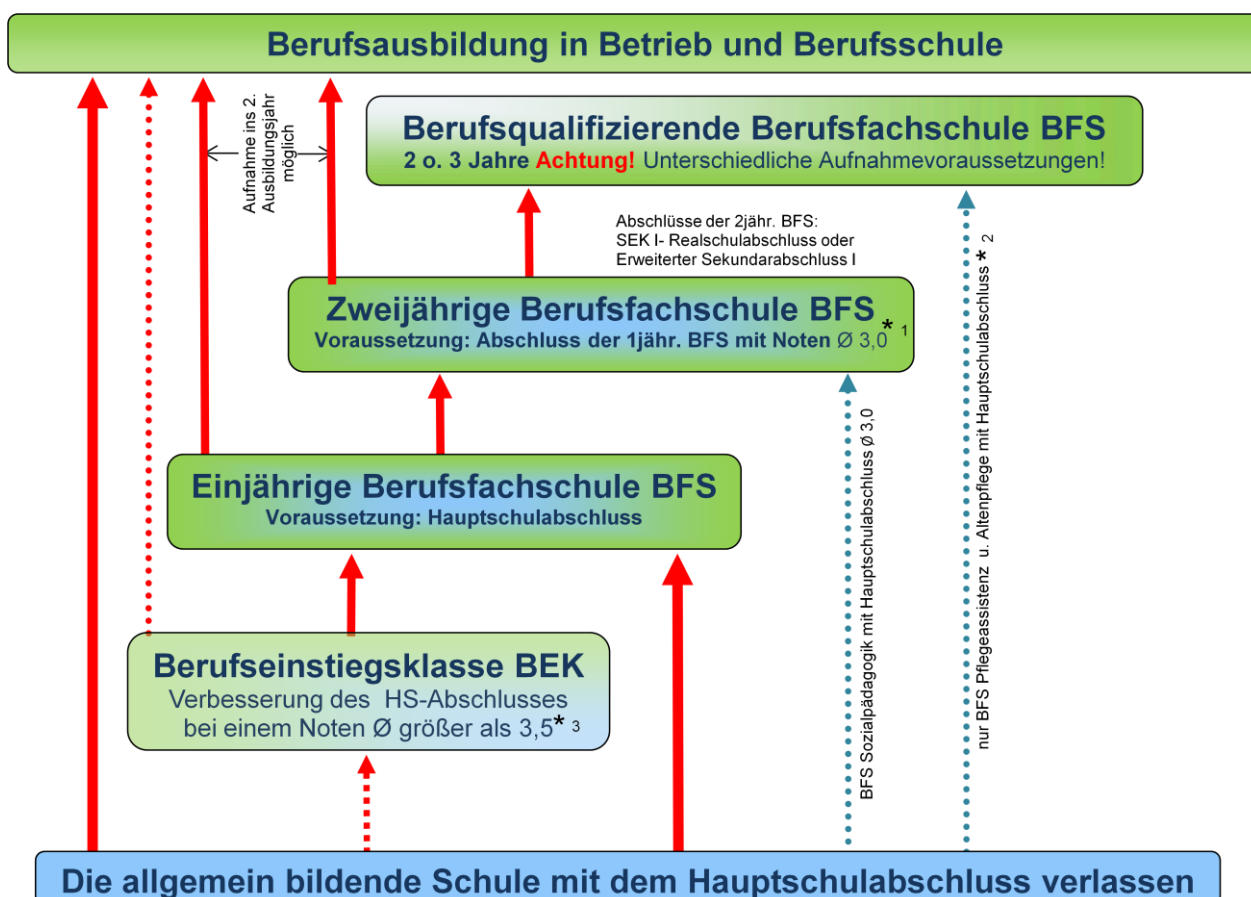 Berufsausbildung in Betrieb und Berufsschule
Aufnahme ins 2.
Ausbildungsjahr
möglich
Berufsqualifizierende Berufsfachschule BFS
2 o. 3 Jahre Achtung! Unterschiedliche Aufnahmevoraussetzungen!
Abschlüsse der 2jähr. BFS:
SEK I- Realschulabschluss oder
Erweiterter Sekundarabschluss I
Zweijährige Berufsfachschule BFS
Voraussetzung: Abschluss der 1jähr. BFS mit Noten Ø 3,0* 1
Einjährige Berufsfachschule BFS
Voraussetzung: Hauptschulabschluss
Berufseinstiegsklasse BEK
Verbesserung des HS-Abschlusses
bei einem Noten Ø größer als 3,5* 3
BFS Sozialpädagogik mit Hauptschulabschluss Ø 3,0
nur BFS Pflegeassistenz u. Altenpflege mit Hauptschulabschluss * 2
Die allgemein bildende Schule mit dem Hauptschulabschluss verlassen